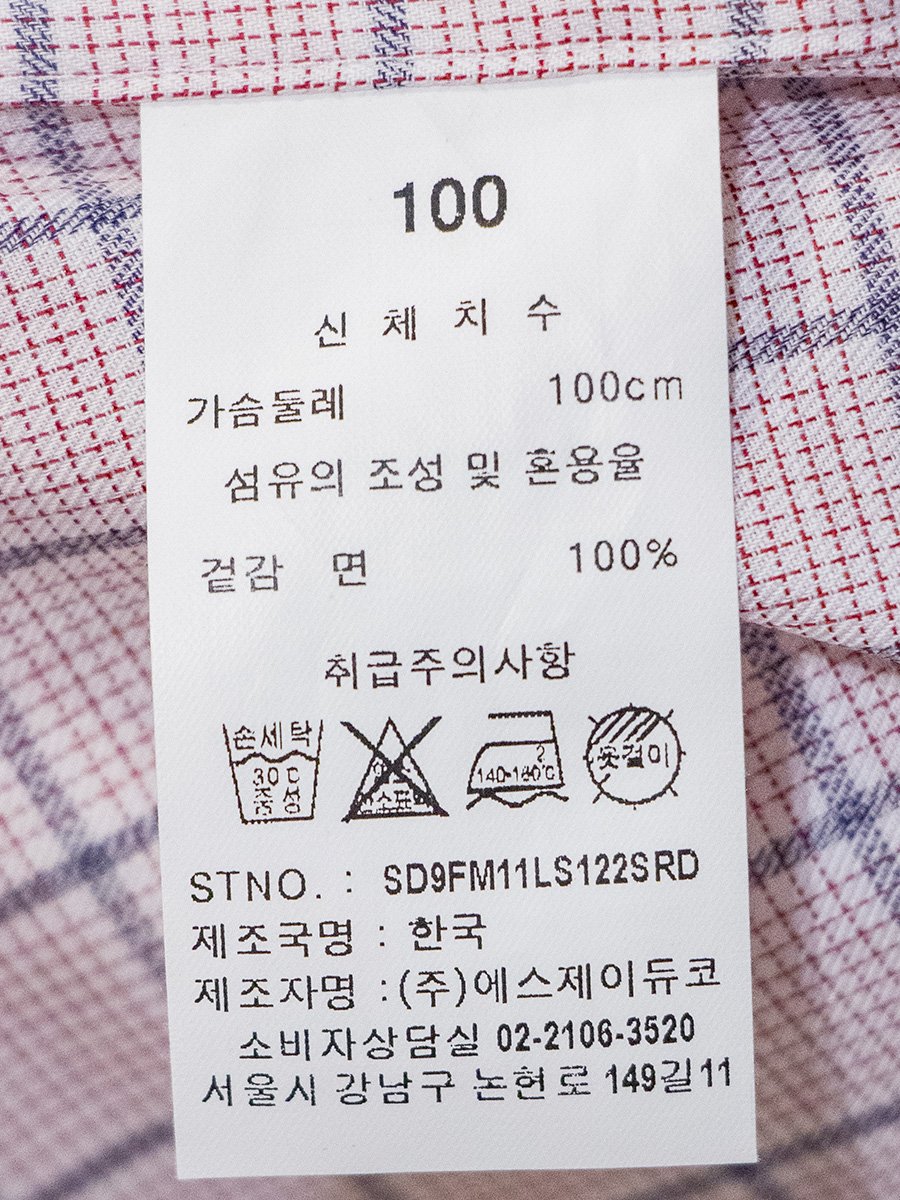 100
신 체 치 수
가슴둘레 100cm
섬유의 조성 및 혼용율
겉감 면 100%
취급주의사항
손세탁
30℃
중성
2
140-160℃
옷걸이
STNO. : SD9FM11LS122SRD
제조국명 : 한국
제조자명 :(주)에스제이듀코
소비자상담실 02-2106-3520
서울시 강남구 논현로 149길11